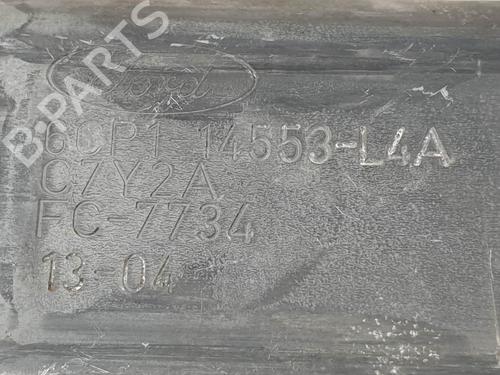 B-PARTS
Ford
6CP1 14553-L4A
C7Y2A
FC-7734
13-04